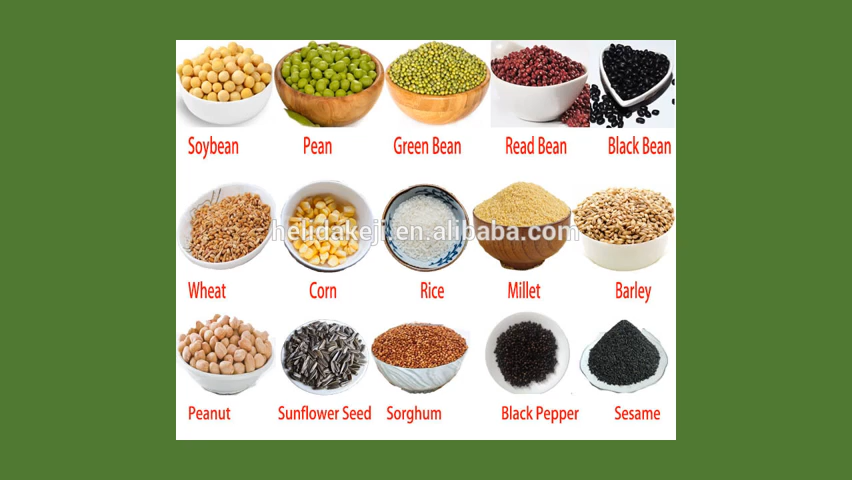 Soybean Pean Green Bean Read Bean Black Bean
helidakeji.en.alibaba.com
Wheat Corn Rice Millet Barley
Peanut Sunflower Seed Sorghum Black Pepper Sesame